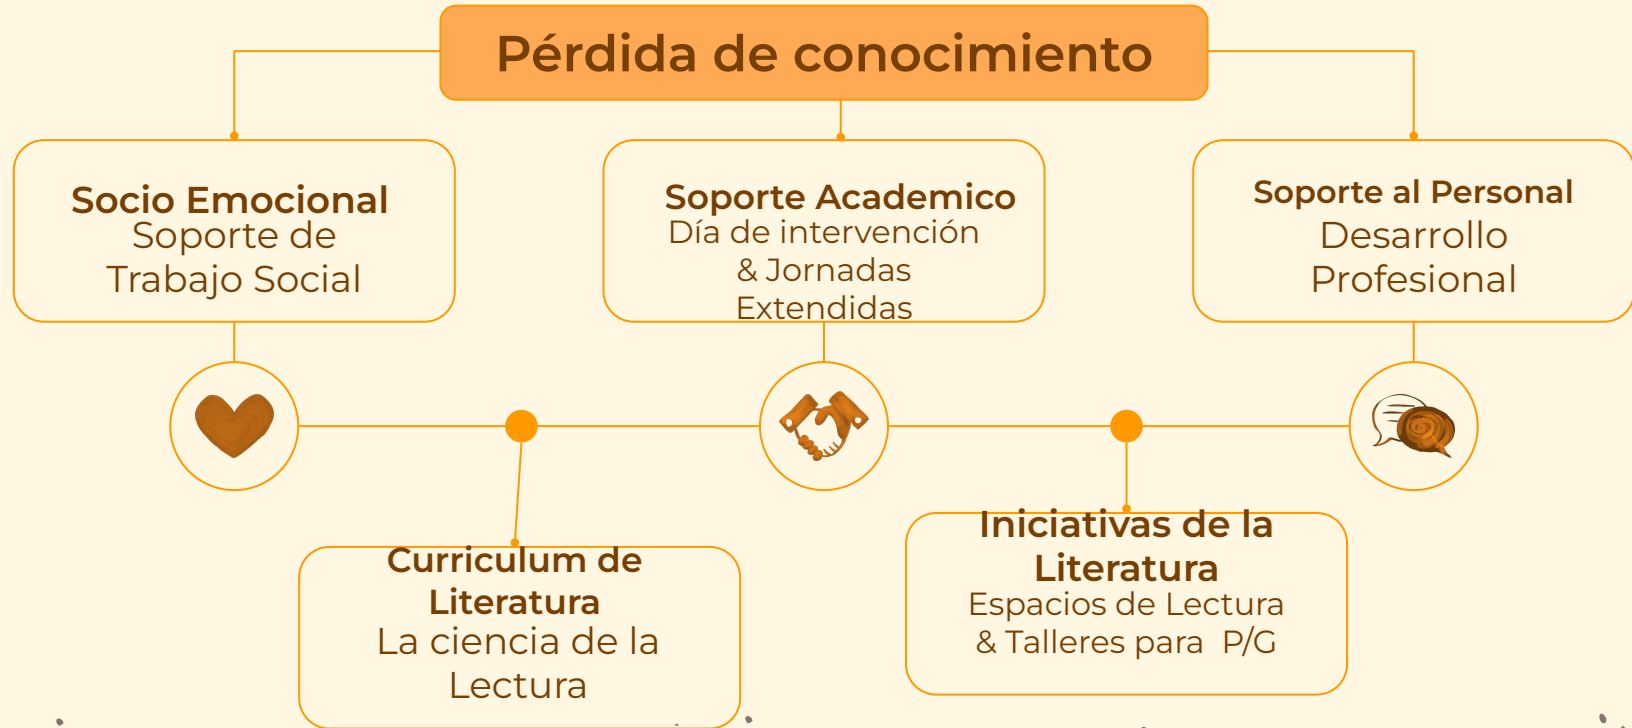 Pérdida de conocimiento
Socio Emocional
Soporte de
Trabajo Social
Soporte Academico
Día de intervención
& Jornadas
Extendidas
Soporte al Personal
Desarrollo
Profesional
Curriculum de
Literatura
La ciencia de la
Lectura
Iniciativas de la
Literatura
Espacios de Lectura
& Talleres para P/G